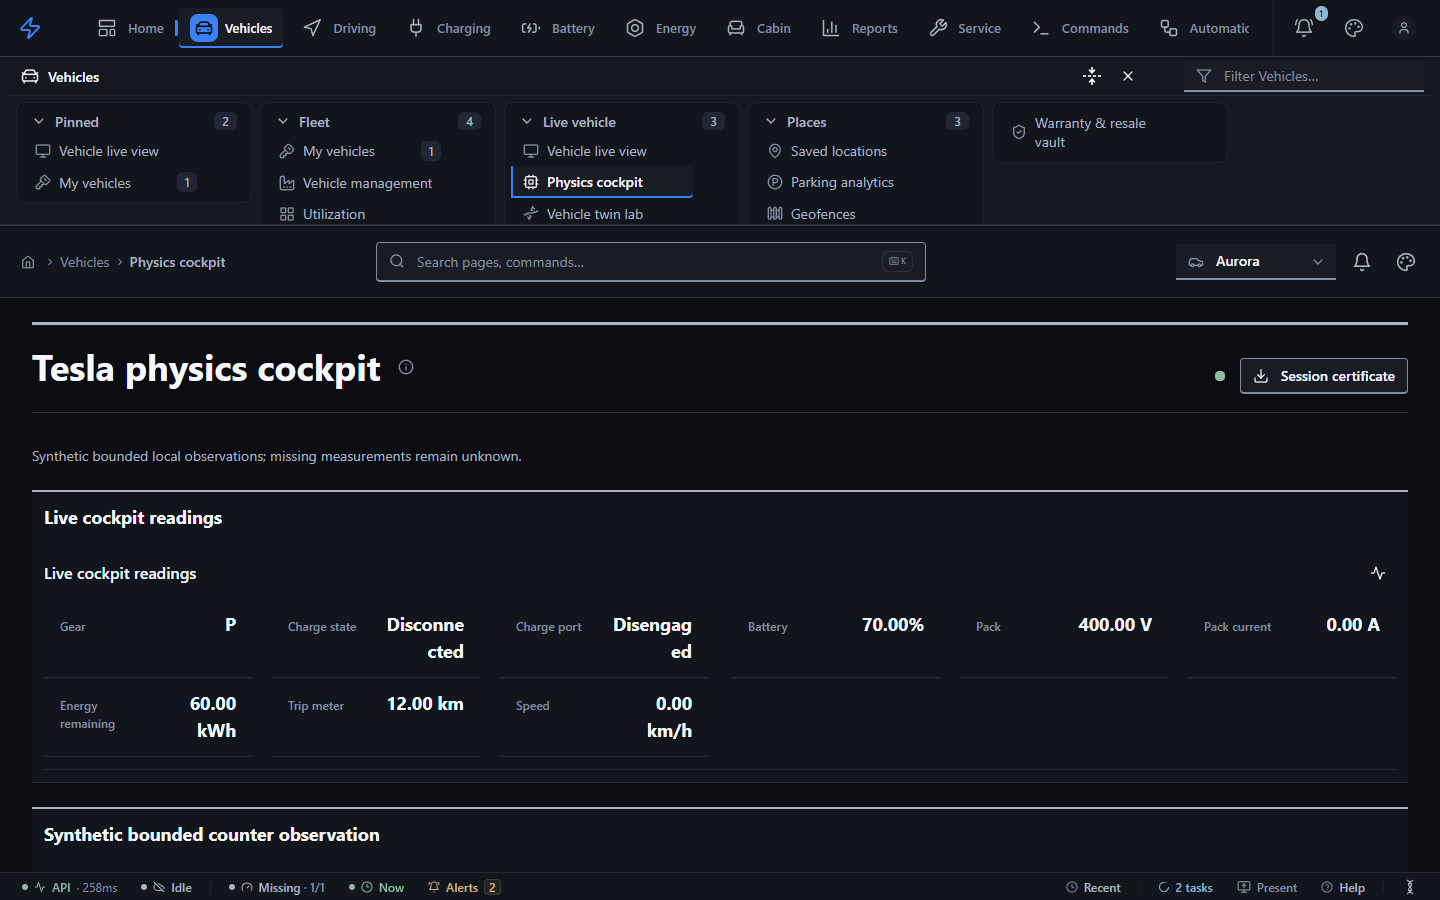 Home
Vehicles
Driving
Charging
Battery
Energy
Cabin
Reports
Service
Commands
Automatic
1
Vehicles
Filter Vehicles...
Pinned 2
Vehicle live view
My vehicles 1
Fleet 4
My vehicles 1
Vehicle management
Utilization
Live vehicle 3
Vehicle live view
Physics cockpit
Vehicle twin lab
Places 3
Saved locations
Parking analytics
Geofences
Warranty & resale
vault
Vehicles
Physics cockpit
Search pages, commands...
K
Aurora
Tesla physics cockpit
Session certificate
Synthetic bounded local observations; missing measurements remain unknown.
Live cockpit readings
Live cockpit readings
Gear P
Charge state Disconne
cted
Charge port Disengag
ed
Battery 70.00%
Pack 400.00 V
Pack current 0.00 A
Energy
remaining
60.00
kWh
Trip meter 12.00 km
Speed 0.00
km/h
Synthetic bounded counter observation
API · 258ms
Idle
Missing · 1/1
Now
Alerts 2
Recent
2 tasks
Present
Help